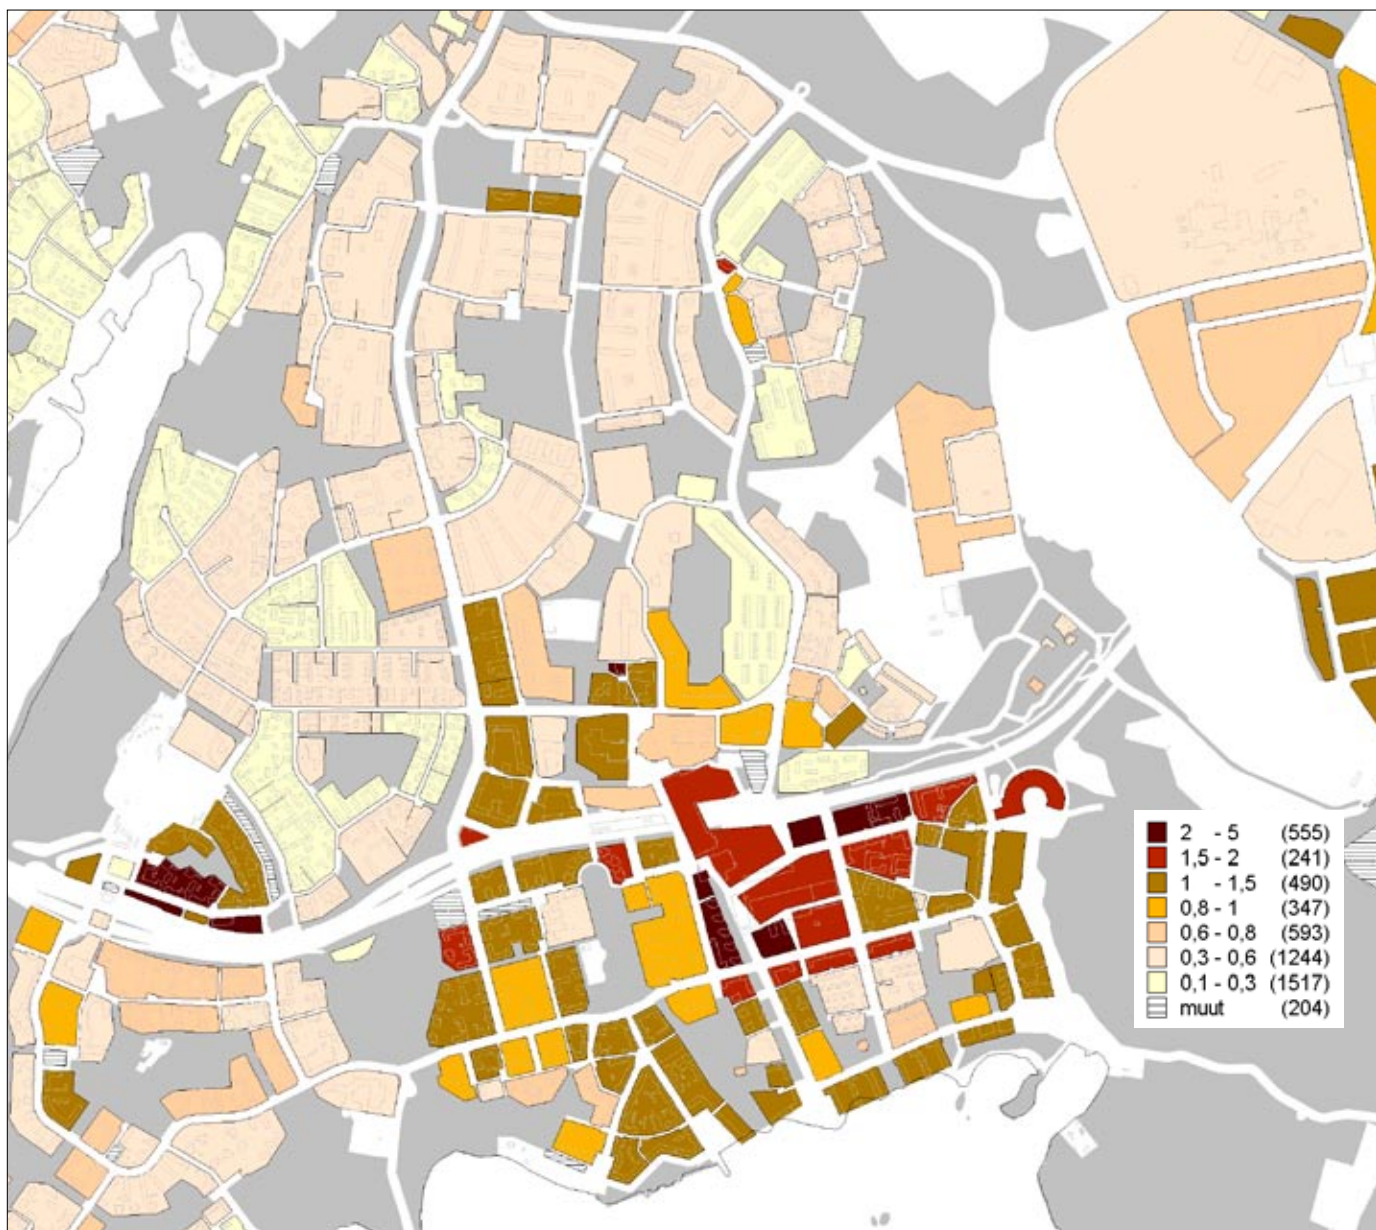 2 - 5 (555)
1,5 - 2 (241)
1 - 1,5 (490)
0,8 - 1 (347)
0,6 - 0,8 (593)
0,3 - 0,6 (1244)
0,1 - 0,3 (1517)
muut (204)